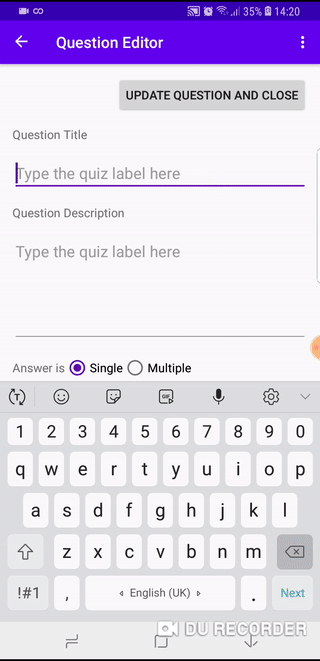 35% 14:20
Question Editor
UPDATE QUESTION AND CLOSE
Question Title
Type the quiz label here
Question Description
Type the quiz label here
Answer is Single Multiple
T GIF
1 2 3 4 5 6 7 8 9 0
q w e r t y u i o p
a s d f g h j k l
z x c v b n m
!#1 , English (UK) . Next
DU RECORDER